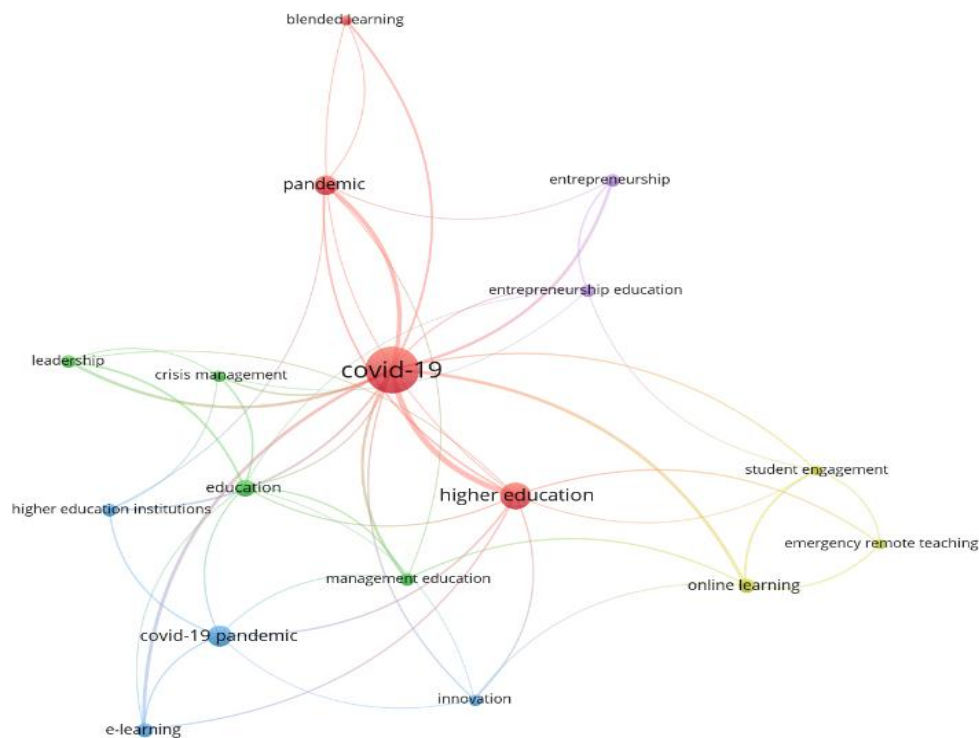 blended learning
pandemic
entrepreneurship
entrepreneurship education
leadership
crisis management
covid-19
education
higher education
student engagement
higher education institutions
emergency remote teaching
management education
online learning
covid-19 pandemic
innovation
e-learning